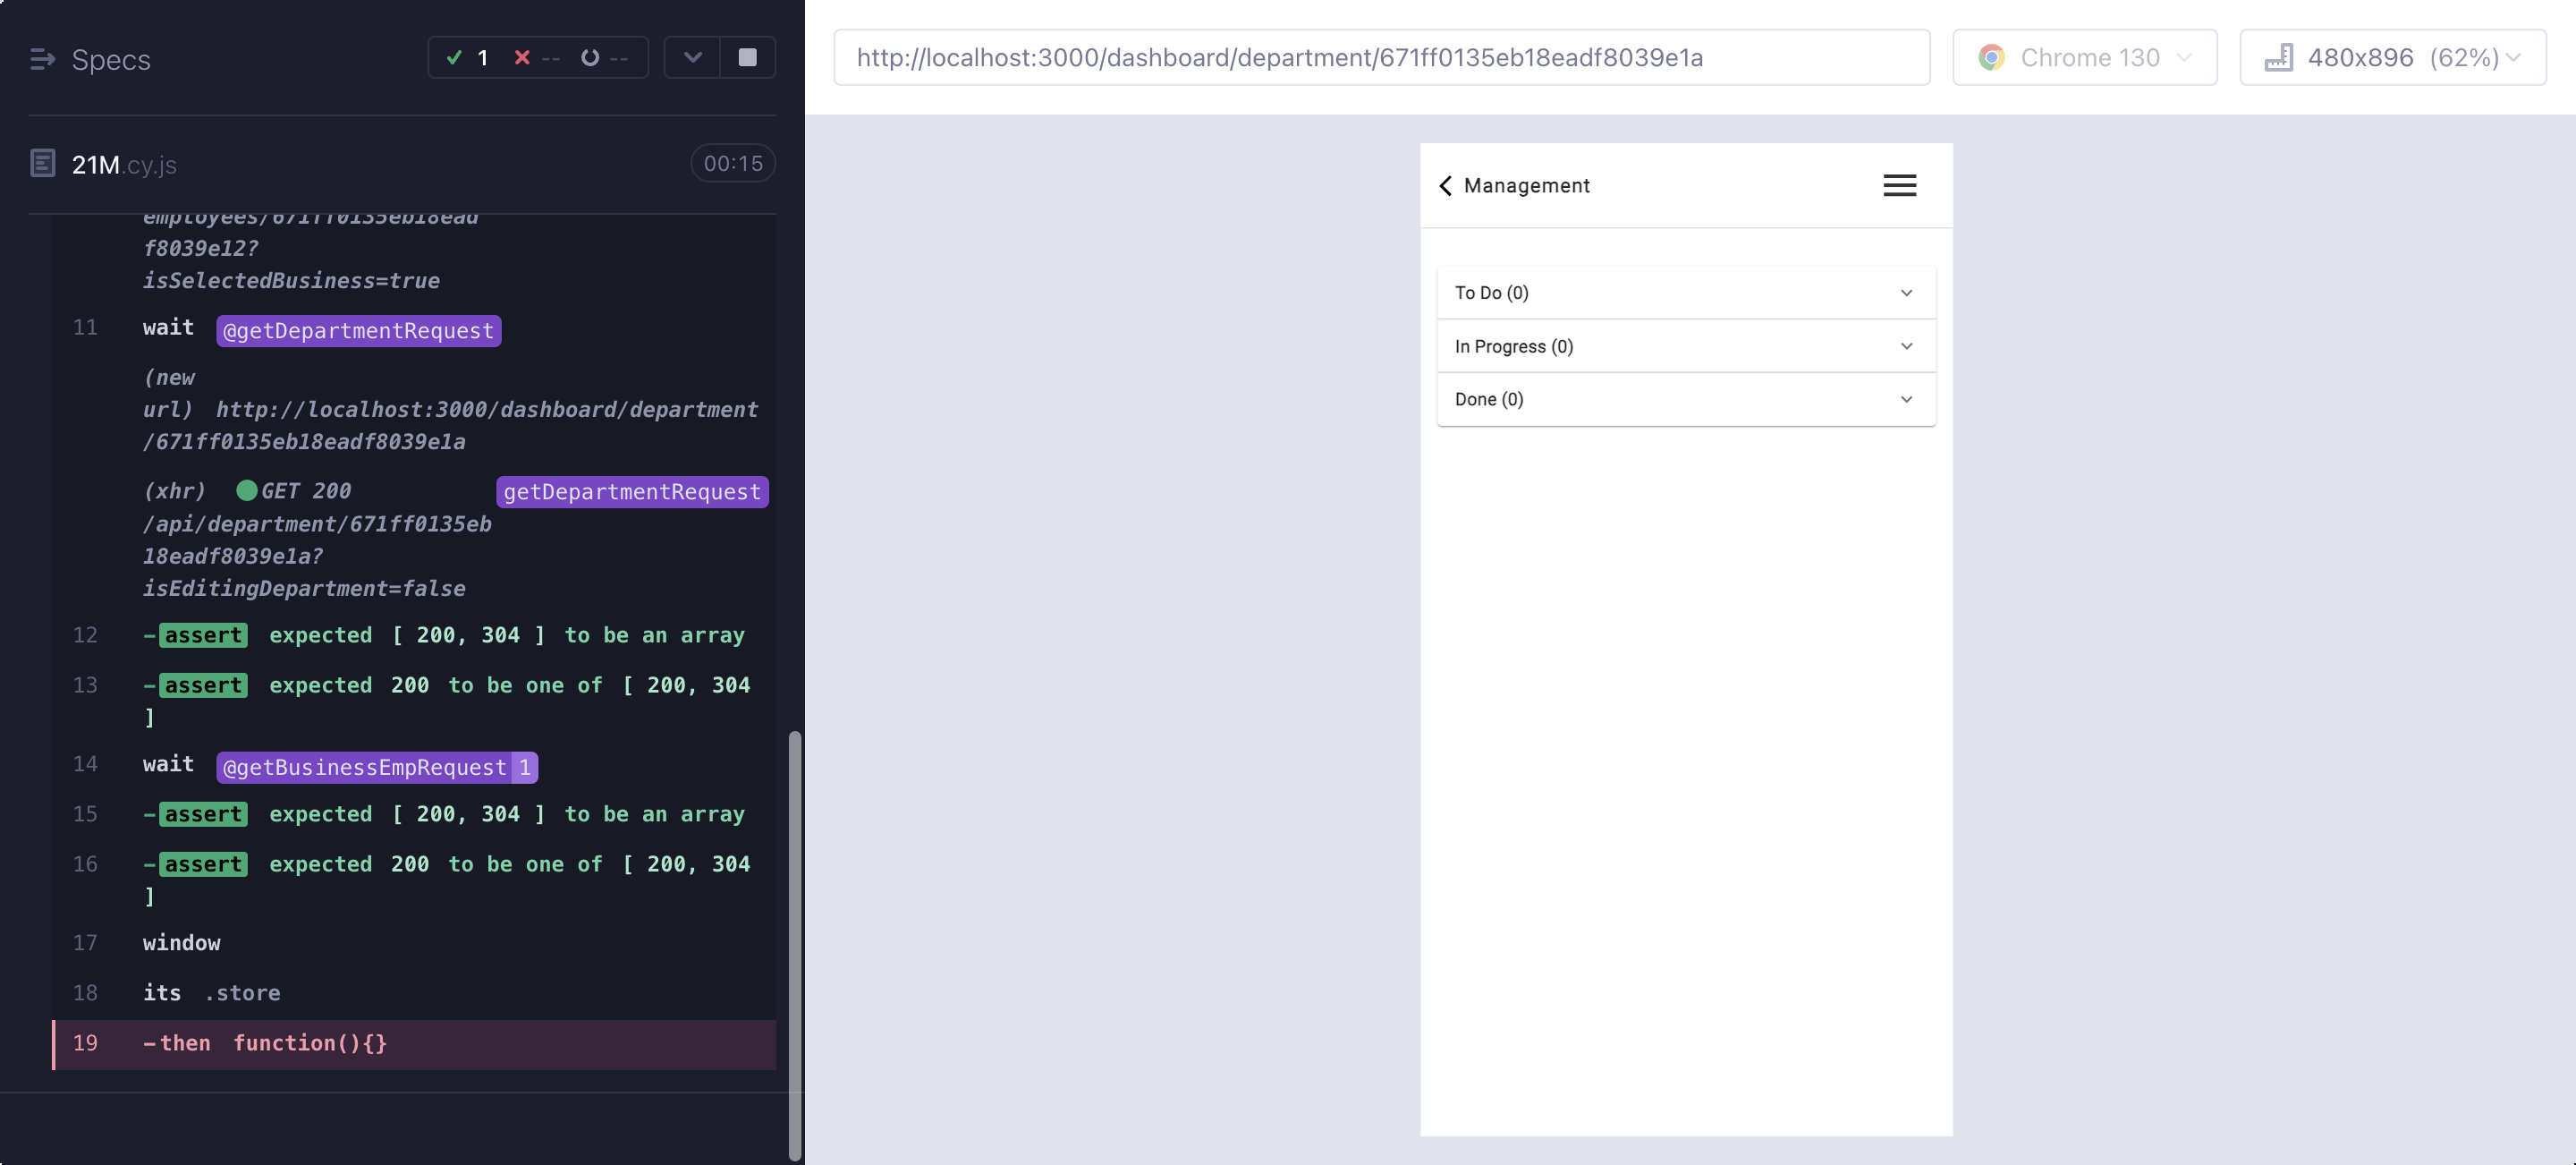 Specs
1 -- --
21M.cy.js
00:15
employees/671ff0135eb18ead
f8039e12?
isSelectedBusiness=true
11 wait @getDepartmentRequest
(new
url) http://localhost:3000/dashboard/department
/671ff0135eb18eadf8039e1a
(xhr) GET 200 getDepartmentRequest
/api/department/671ff0135eb
18eadf8039e1a?
isEditingDepartment=false
12 -assert expected [ 200, 304 ] to be an array
13 -assert expected 200 to be one of [ 200, 304
]
14 wait @getBusinessEmpRequest 1
15 -assert expected [ 200, 304 ] to be an array
16 -assert expected 200 to be one of [ 200, 304
]
17 window
18 its .store
19 -then function(){}
http://localhost:3000/dashboard/department/671ff0135eb18eadf8039e1a
Chrome 130
480x896 (62%)
Management
To Do (0)
In Progress (0)
Done (0)